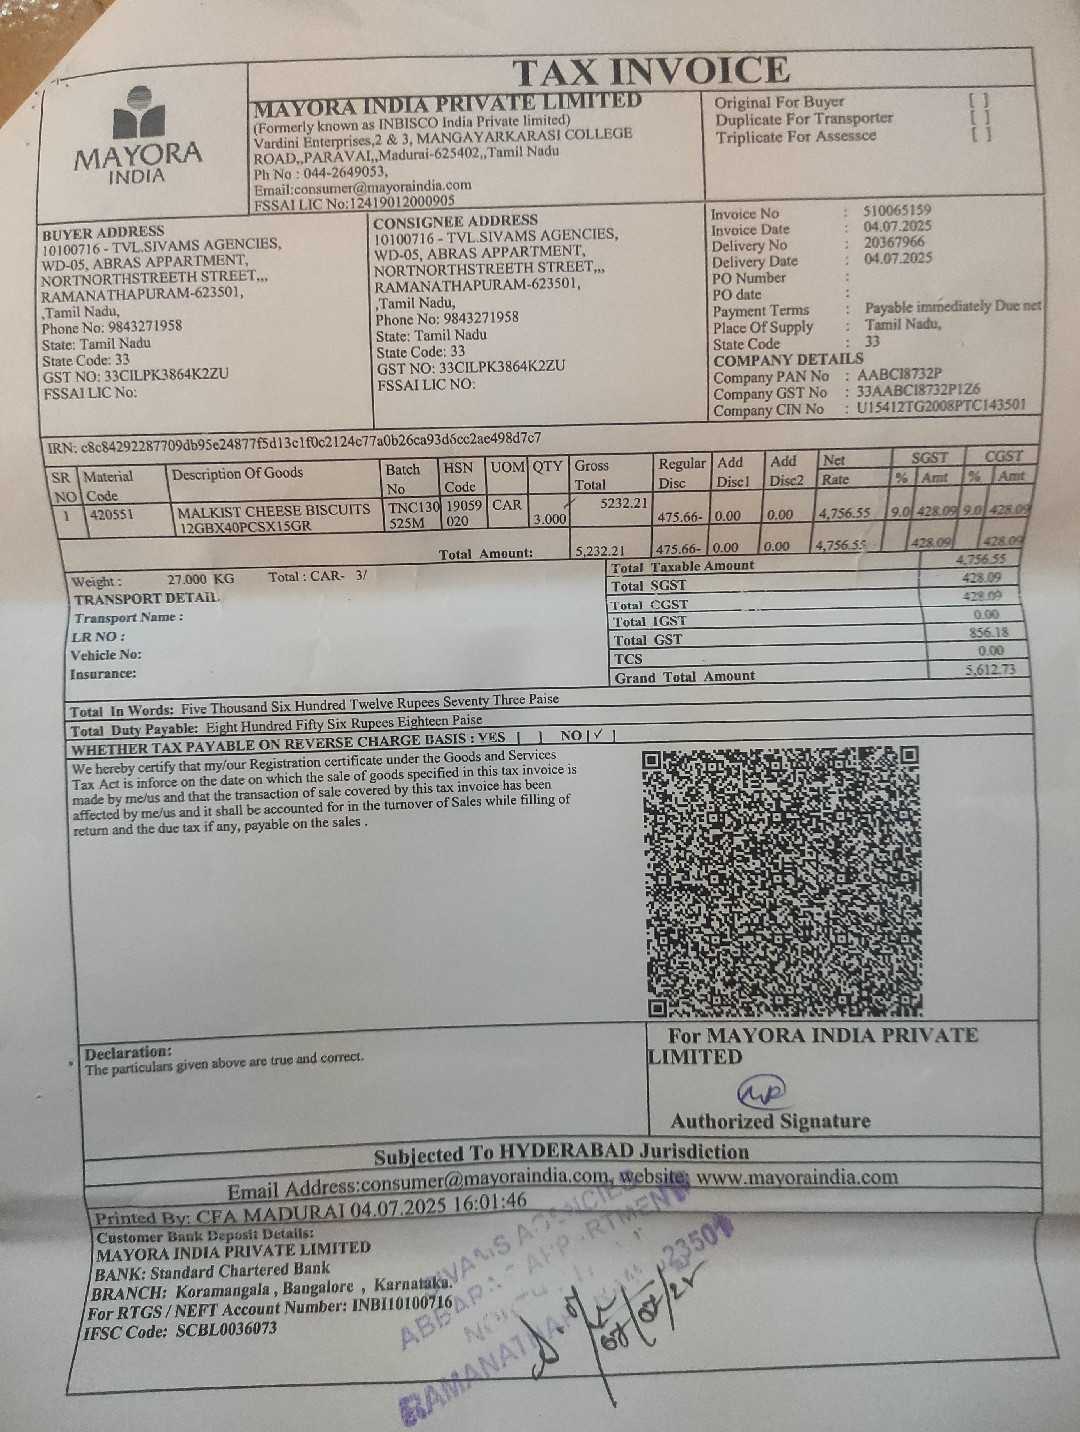 TAX INVOICE
MAYORA
INDIA
MAYORA INDIA PRIVATE LIMITED
(Formerly known as INBISCO India Private limited)
Vardini Enterprises,2 & 3, MANGAYARKARASI COLLEGE
ROAD,,PARAVAI,,Madurai-625402,,Tamil Nadu
Ph No : 044-2649053,
Email:consumer@mayoraindia.com
FSSAI LIC No:12419012000905
Original For Buyer [ ]
Duplicate For Transporter [ ]
Triplicate For Assessce [ ]
BUYER ADDRESS
10100716 - TVL.SIVAMS AGENCIES,
WD-05, ABRAS APPARTMENT,
NORTNORTHSTREETH STREET,,,
RAMANATHAPURAM-623501,
,Tamil Nadu,
Phone No: 9843271958
State: Tamil Nadu
State Code: 33
GST NO: 33CILPK3864K2ZU
FSSAI LIC No:
CONSIGNEE ADDRESS
10100716 - TVL.SIVAMS AGENCIES,
WD-05, ABRAS APPARTMENT,
NORTNORTHSTREETH STREET,,,
RAMANATHAPURAM-623501,
,Tamil Nadu,
Phone No: 9843271958
State: Tamil Nadu
State Code: 33
GST NO: 33CILPK3864K2ZU
FSSAI LIC NO:
Invoice No : 510065159
Invoice Date : 04.07.2025
Delivery No : 20367966
Delivery Date : 04.07.2025
PO Number :
PO date :
Payment Terms : Payable immediately Due net
Place Of Supply : Tamil Nadu,
State Code : 33
COMPANY DETAILS
Company PAN No : AABCI8732P
Company GST No : 33AABCI8732P1Z6
Company CIN No : U15412TG2008PTC143501
IRN: c8c84292287709db95e24877f5d13c1f0c2124c77a0b26ca93d6cc2ae498d7c7
SR NO Material Code Description Of Goods Batch No HSN Code UOM QTY Gross Total Regular Disc Add Disc1 Add Disc2 Net Rate SGST % Amt CGST % Amt
1 420551 MALKIST CHEESE BISCUITS 12GBX40PCSX15GR TNC130 525M 19059 020 CAR 3.000 5232.21 475.66- 0.00 0.00 4,756.55 9.0 428.09 9.0 428.09
Total Amount: 5,232.21 475.66- 0.00 0.00 4,756.55 428.09 428.09
Weight : 27.000 KG Total : CAR- 3/
TRANSPORT DETAIL
Transport Name :
LR NO :
Vehicle No:
Insurance:
Total Taxable Amount 4,756.55
Total SGST 428.09
Total CGST 428.09
Total IGST 0.00
Total GST 856.18
TCS 0.00
Grand Total Amount 5,612.73
Total In Words: Five Thousand Six Hundred Twelve Rupees Seventy Three Paise
Total Duty Payable: Eight Hundred Fifty Six Rupees Eighteen Paise
WHETHER TAX PAYABLE ON REVERSE CHARGE BASIS : YES [ ] NO [✓]
We hereby certify that my/our Registration certificate under the Goods and Services
Tax Act is inforce on the date on which the sale of goods specified in this tax invoice is
made by me/us and that the transaction of sale covered by this tax invoice has been
affected by me/us and it shall be accounted for in the turnover of Sales while filling of
return and the due tax if any, payable on the sales .
Declaration:
The particulars given above are true and correct.
For MAYORA INDIA PRIVATE
LIMITED
Authorized Signature
Subjected To HYDERABAD Jurisdiction
Email Address:consumer@mayoraindia.com, website: www.mayoraindia.com
Printed By: CFA MADURAI 04.07.2025 16:01:46
Customer Bank Deposit Details:
MAYORA INDIA PRIVATE LIMITED
BANK: Standard Chartered Bank
BRANCH: Koramangala , Bangalore , Karnataka.
For RTGS / NEFT Account Number: INBI10100716
IFSC Code: SCBL0036073